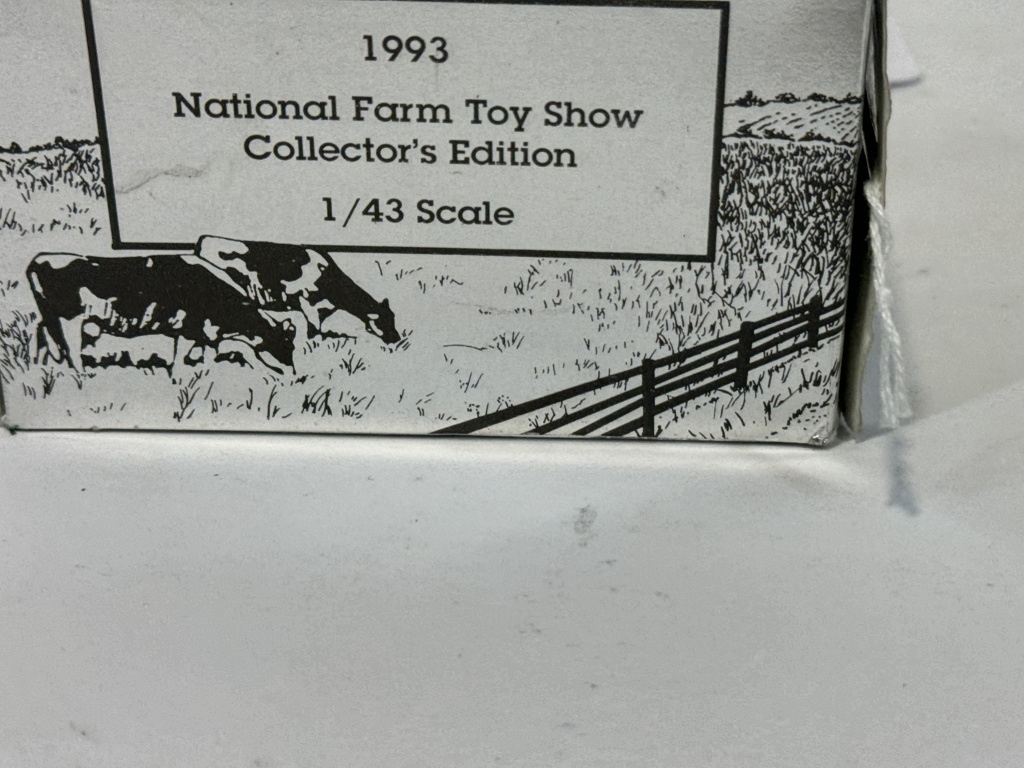 1993
National Farm Toy Show
Collector's Edition
1/43 Scale